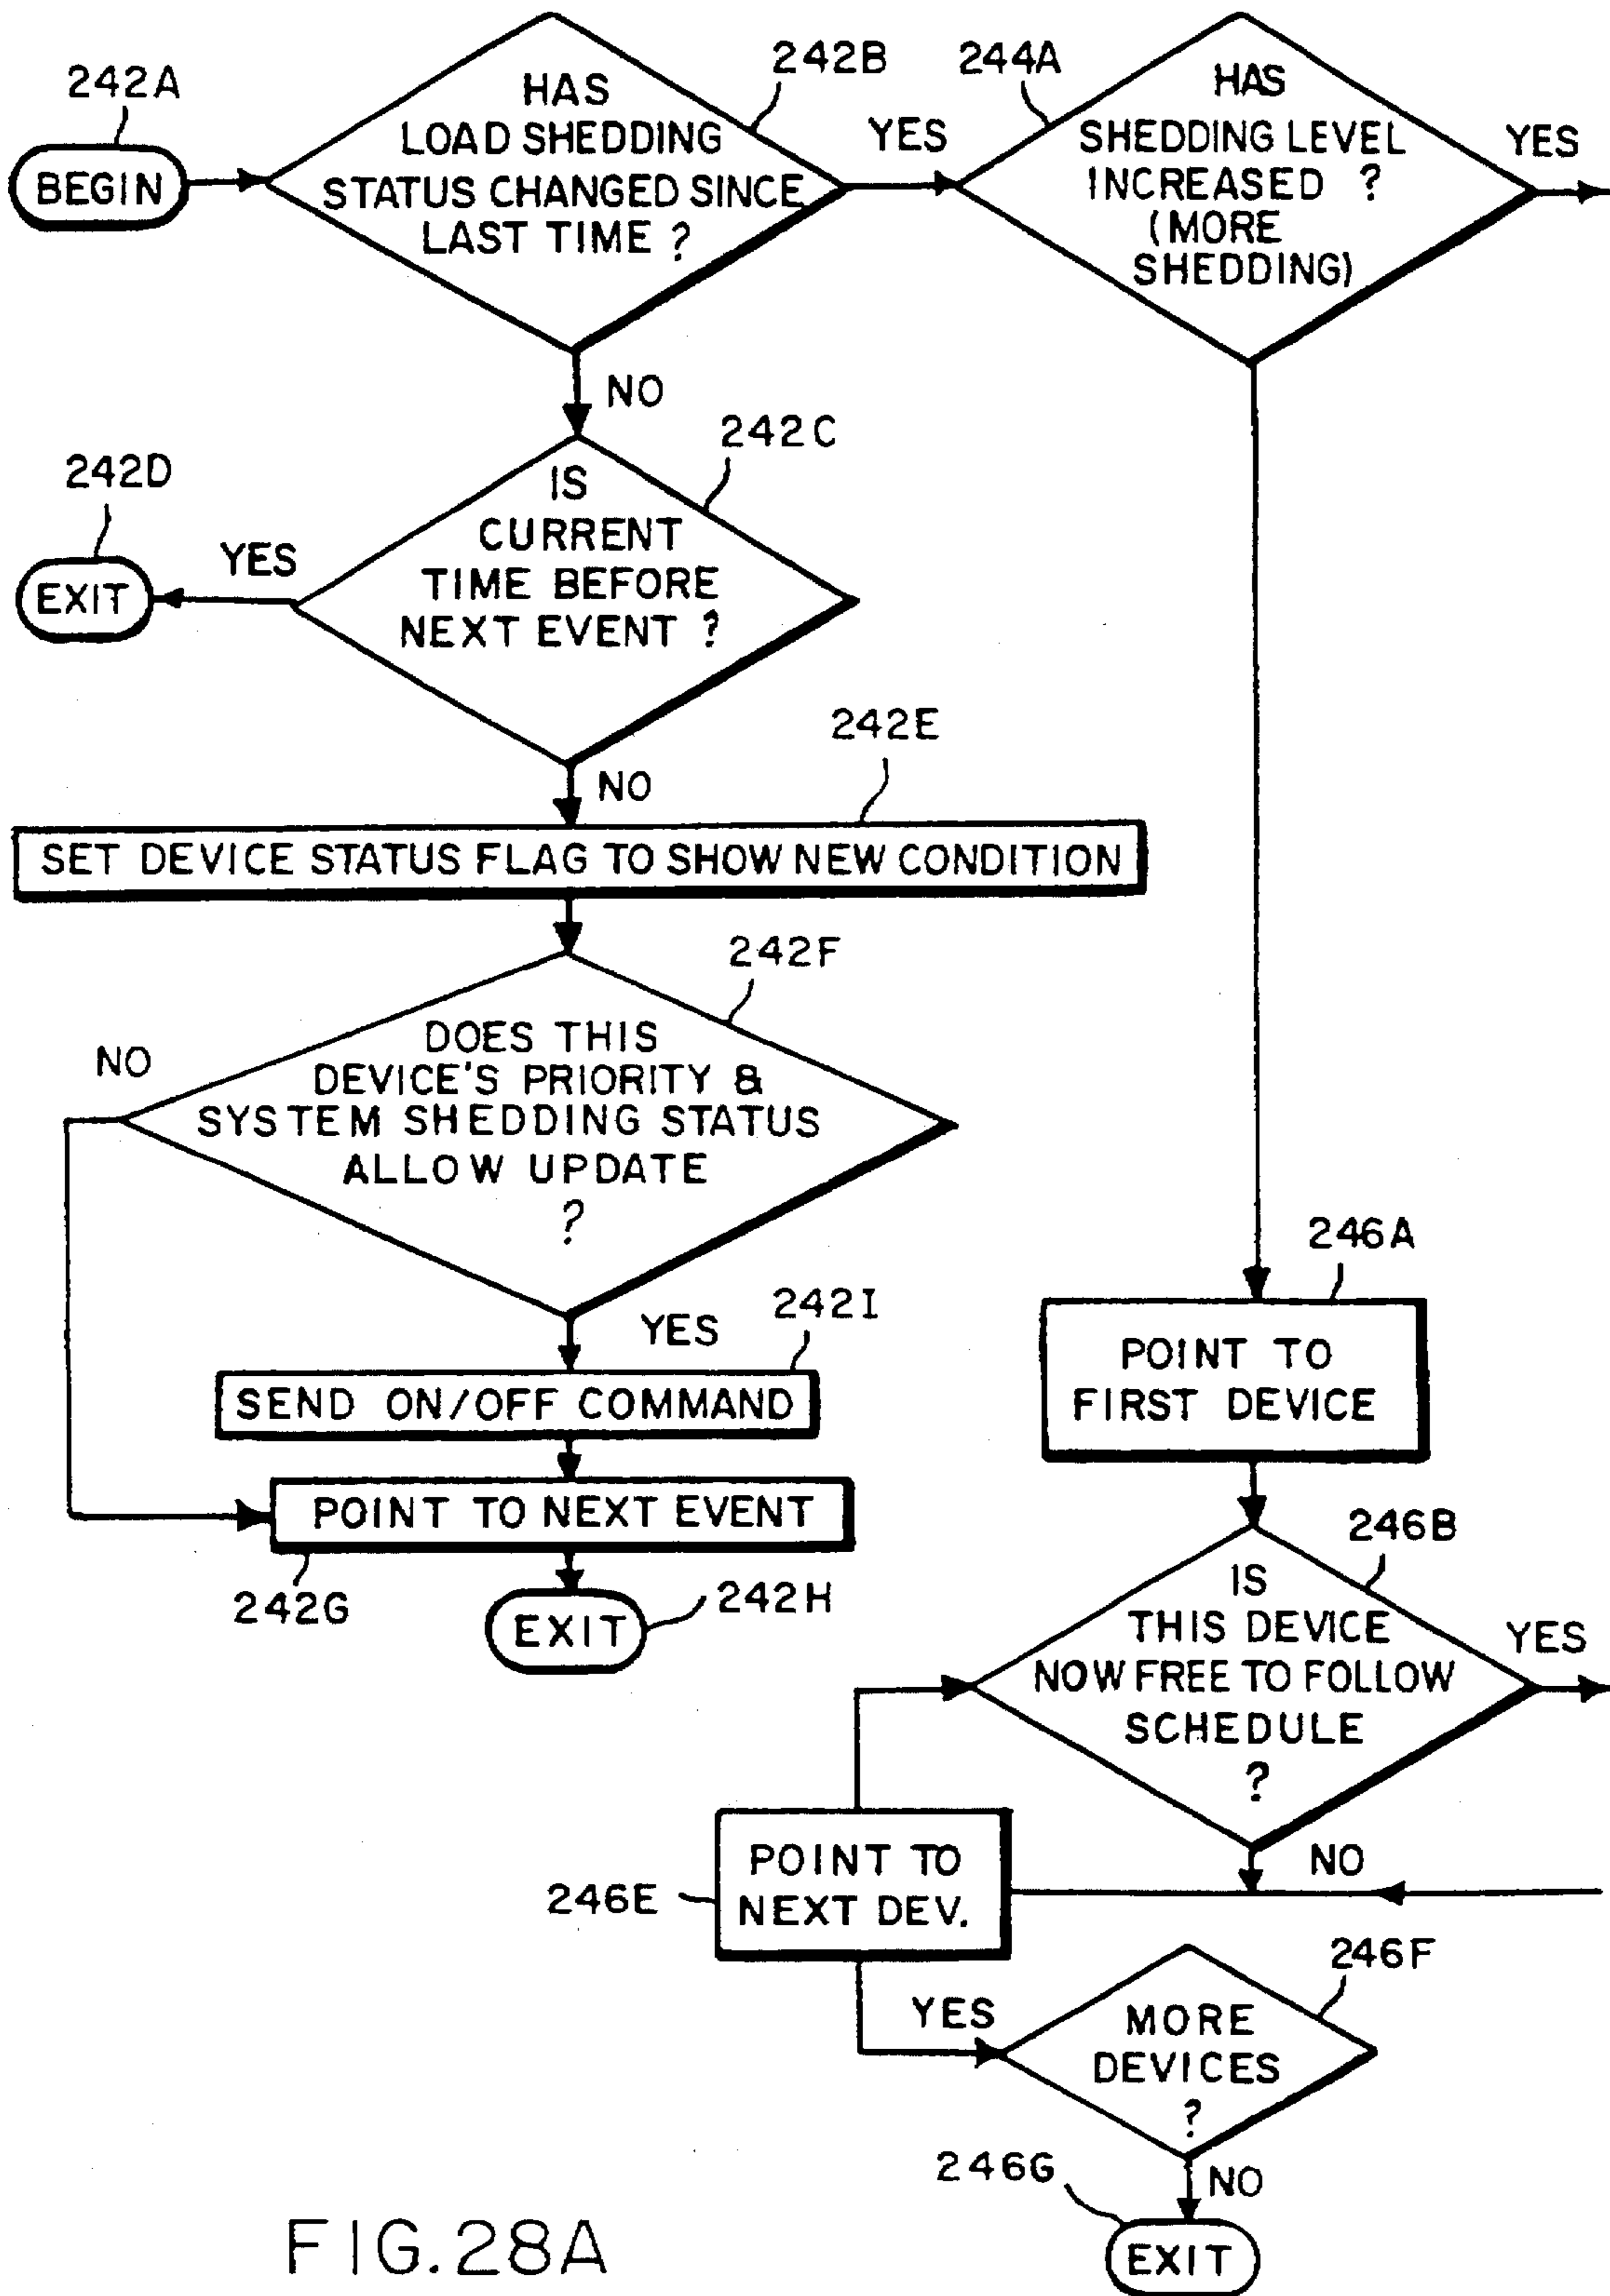 242A
BEGIN
HAS
LOAD SHEDDING
STATUS CHANGED SINCE
LAST TIME ?
242B
YES
244A
HAS
SHEDDING LEVEL
INCREASED ?
(MORE
SHEDDING)
YES
NO
242C
IS
CURRENT
TIME BEFORE
NEXT EVENT ?
242D
YES
EXIT
NO
242E
SET DEVICE STATUS FLAG TO SHOW NEW CONDITION
242F
DOES THIS
DEVICE'S PRIORITY &
SYSTEM SHEDDING STATUS
ALLOW UPDATE
?
NO
YES
242I
SEND ON/OFF COMMAND
POINT TO NEXT EVENT
242G
EXIT
242H
246A
POINT TO
FIRST DEVICE
246B
IS
THIS DEVICE
NOW FREE TO FOLLOW
SCHEDULE
?
YES
NO
246E
POINT TO
NEXT DEV.
YES
246F
MORE
DEVICES
?
NO
246G
EXIT
FIG.28A